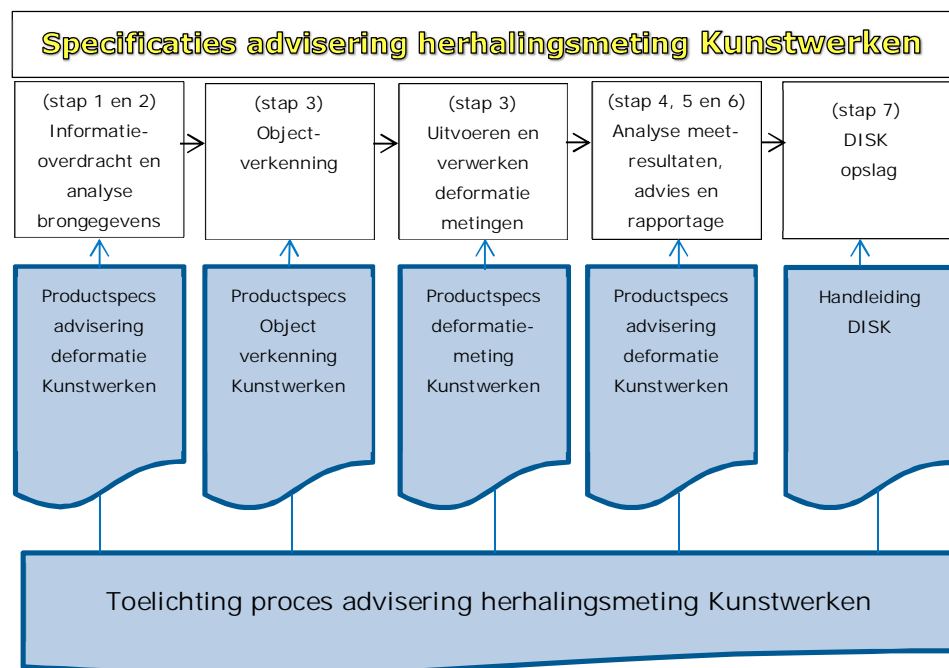 Specificaties advisering herhalingsmeting Kunstwerken
(stap 1 en 2)
Informatie-
overdracht en
analyse
brongegevens
(stap 3)
Object-
verkenning
(stap 3)
Uitvoeren en
verwerken
deformatie
metingen
(stap 4, 5 en 6)
Analyse meet-
resultaten,
advies en
rapportage
(stap 7)
DISK
opslag
Productspecs
advisering
deformatie
Kunstwerken
Productspecs
Object
verkenning
Kunstwerken
Productspecs
deformatie-
meting
Kunstwerken
Productspecs
advisering
deformatie
Kunstwerken
Handleiding
DISK
Toelichting proces advisering herhalingsmeting Kunstwerken